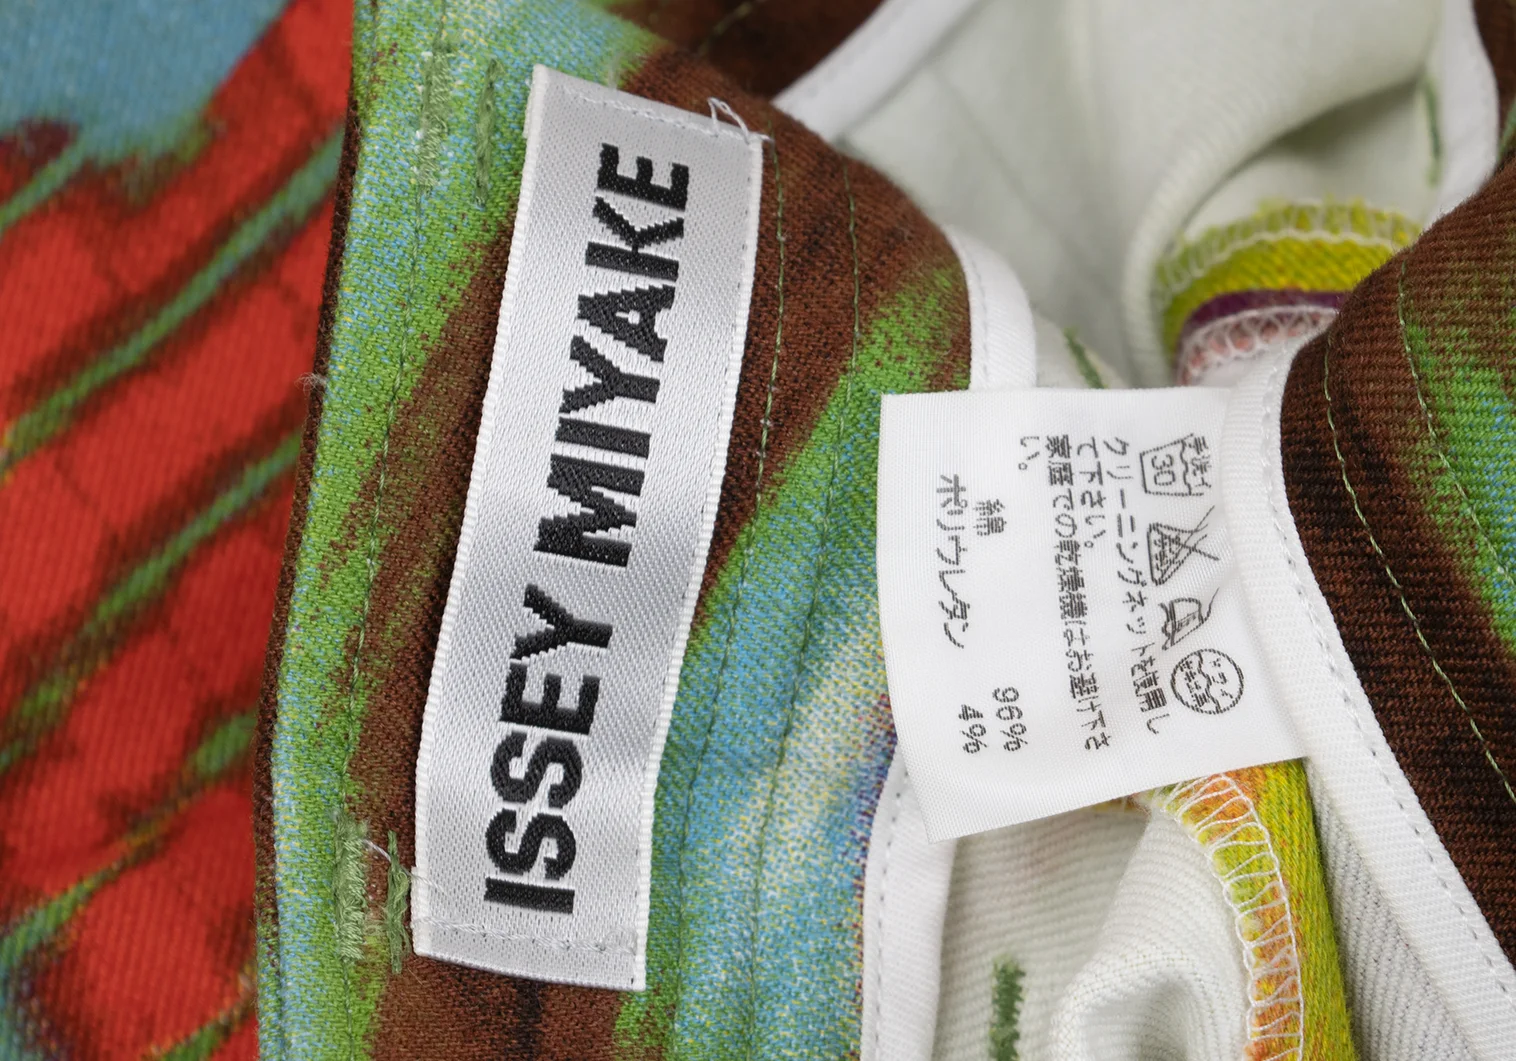 ISSEY MIYAKE
手洗イ
30
クリーニングネットを使用し
て下さい。
家庭での乾燥機はお避け下さ
い。
綿 96%
ポリウレタン 4%